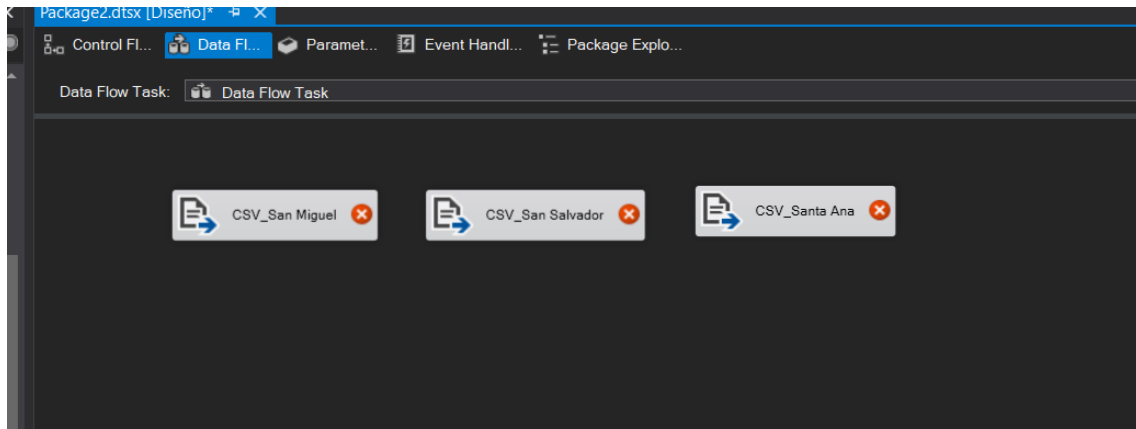 Package2.dtsx [Diseño]*
Control Fl... Data Fl... Paramet... Event Handl... Package Explo...
Data Flow Task: Data Flow Task
CSV_San Miguel CSV_San Salvador CSV_Santa Ana